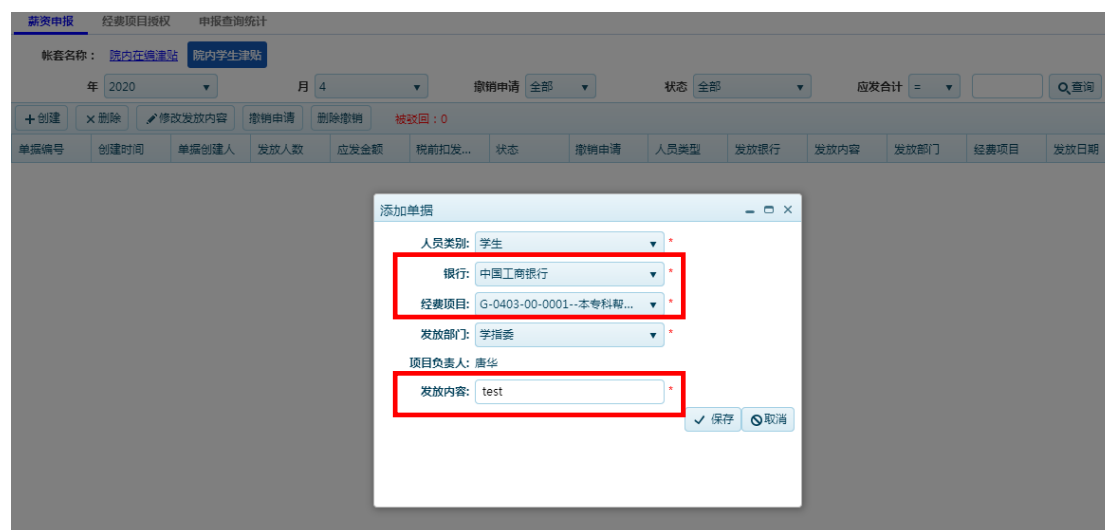 薪资申报 经费项目授权 申报查询统计
帐套名称： 院内在编津贴 院内学生津贴
年 2020 月 4 撤销申请 全部 状态 全部 应发合计 = 查询
创建 删除 修改发放内容 撤销申请 删除撤销 被驳回：0
单据编号 创建时间 单据创建人 发放人数 应发金额 税前扣发... 状态 撤销申请 人员类型 发放银行 发放内容 发放部门 经费项目 发放日期
添加单据
人员类别: 学生 *
银行: 中国工商银行 *
经费项目: G-0403-00-0001--本专科帮... *
发放部门: 学指委 *
项目负责人: 唐华
发放内容: test *
保存 取消